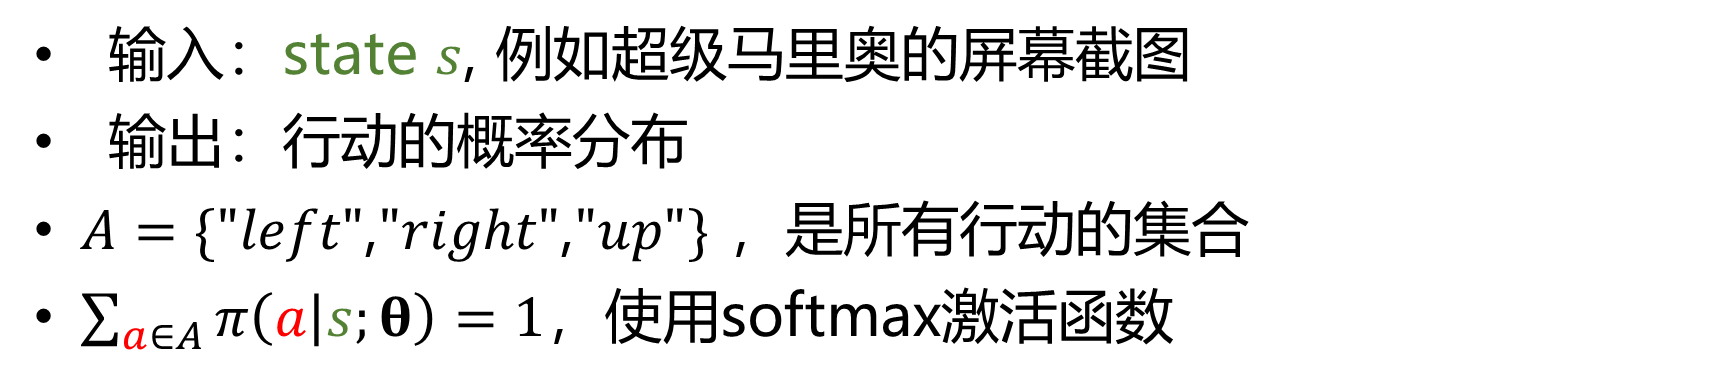 • 输入：state s, 例如超级马里奥的屏幕截图
• 输出：行动的概率分布
• A = {"left","right","up"} ，是所有行动的集合
• ∑a∈A π(a|s; θ) = 1，使用softmax激活函数